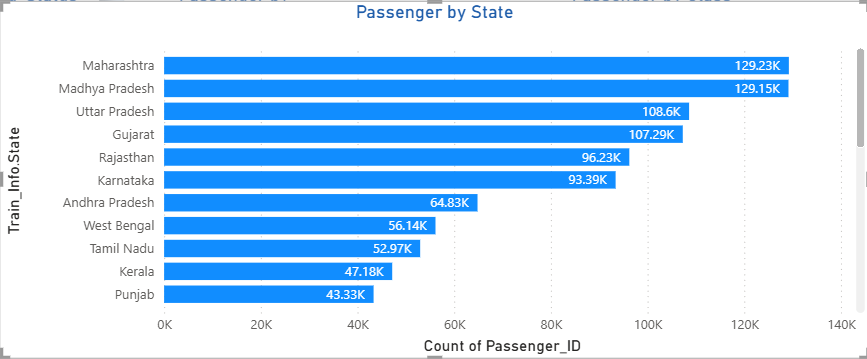 Passenger by State
Maharashtra 129.23K
Madhya Pradesh 129.15K
Uttar Pradesh 108.6K
Gujarat 107.29K
Rajasthan 96.23K
Karnataka 93.39K
Andhra Pradesh 64.83K
West Bengal 56.14K
Tamil Nadu 52.97K
Kerala 47.18K
Punjab 43.33K
0K 20K 40K 60K 80K 100K 120K 140K
Count of Passenger_ID
Train_Info.State